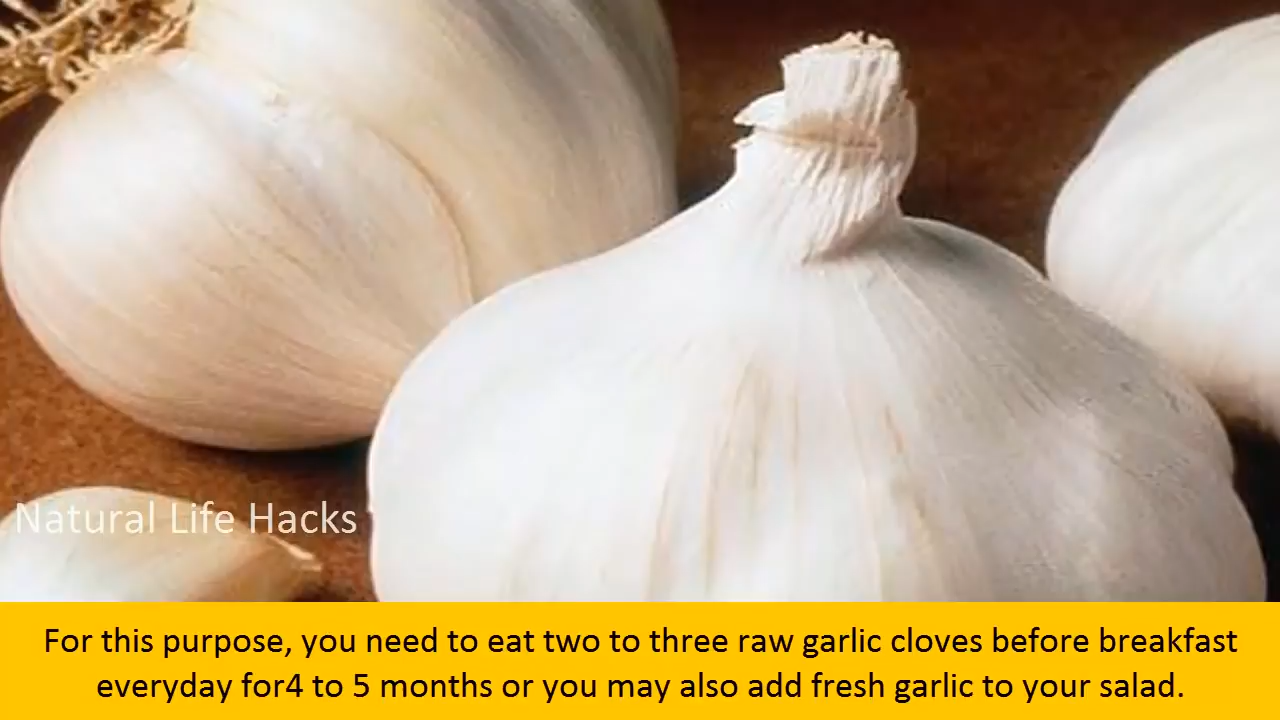 Natural Life Hacks
For this purpose, you need to eat two to three raw garlic cloves before breakfast
everyday for4 to 5 months or you may also add fresh garlic to your salad.